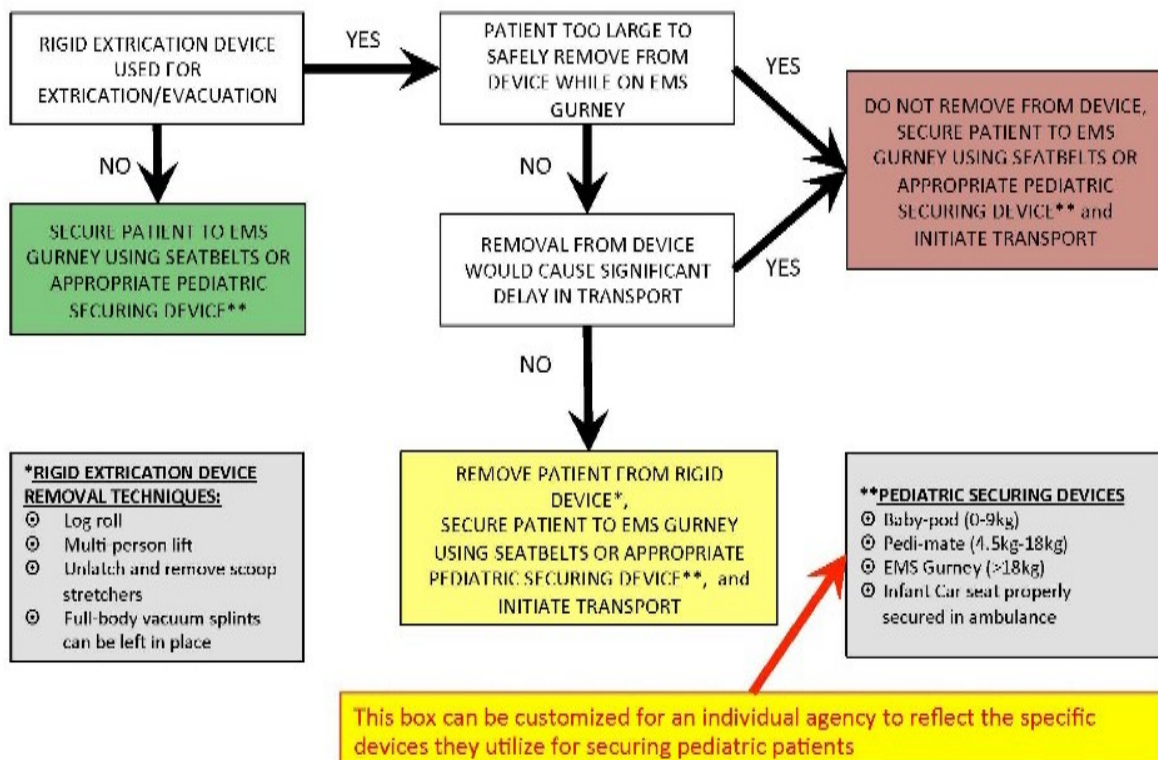 RIGID EXTRICATION DEVICE
USED FOR
EXTRICATION/EVACUATION
YES
PATIENT TOO LARGE TO
SAFELY REMOVE FROM
DEVICE WHILE ON EMS
GURNEY
YES
DO NOT REMOVE FROM DEVICE,
SECURE PATIENT TO EMS
GURNEY USING SEATBELTS OR
APPROPRIATE PEDIATRIC
SECURING DEVICE** and
INITIATE TRANSPORT
NO
NO
SECURE PATIENT TO EMS
GURNEY USING SEATBELTS OR
APPROPRIATE PEDIATRIC
SECURING DEVICE**
REMOVAL FROM DEVICE
WOULD CAUSE SIGNIFICANT
DELAY IN TRANSPORT
YES
NO
*RIGID EXTRICATION DEVICE
REMOVAL TECHNIQUES:
Log roll
Multi-person lift
Unlatch and remove scoop
stretchers
Full-body vacuum splints
can be left in place
REMOVE PATIENT FROM RIGID
DEVICE*,
SECURE PATIENT TO EMS GURNEY
USING SEATBELTS OR APPROPRIATE
PEDIATRIC SECURING DEVICE**, and
INITIATE TRANSPORT
**PEDIATRIC SECURING DEVICES
Baby-pod (0-9kg)
Pedi-mate (4.5kg-18kg)
EMS Gurney (>18kg)
Infant Car seat properly
secured in ambulance
This box can be customized for an individual agency to reflect the specific
devices they utilize for securing pediatric patients